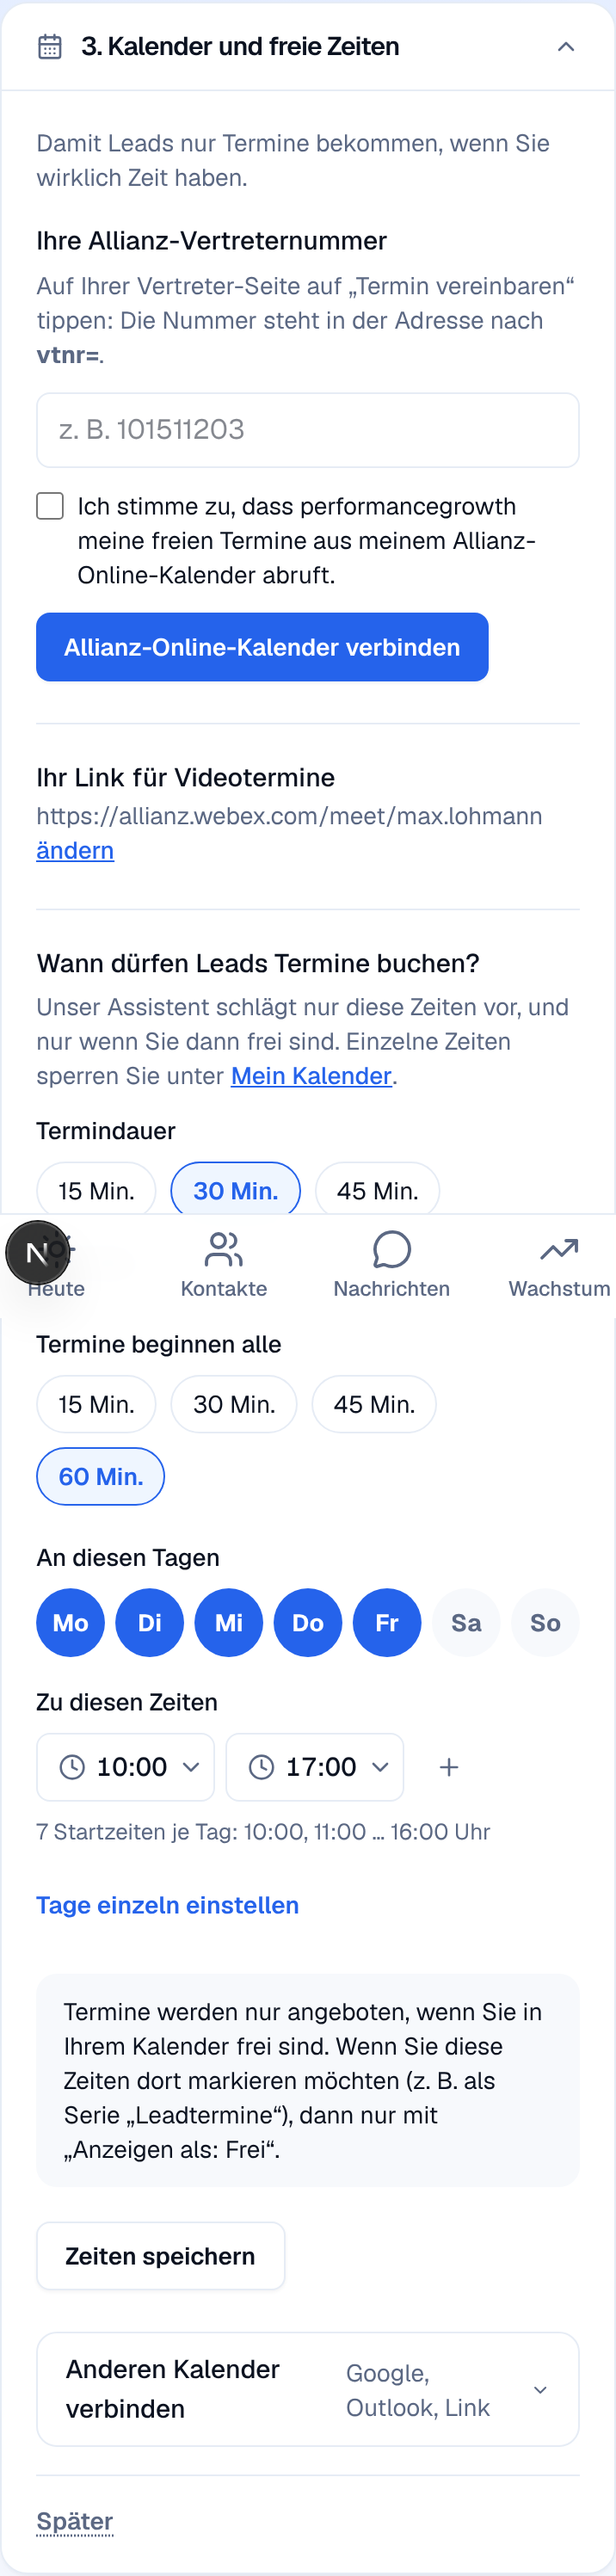 3. Kalender und freie Zeiten
Damit Leads nur Termine bekommen, wenn Sie
wirklich Zeit haben.
Ihre Allianz-Vertreternummer
Auf Ihrer Vertreter-Seite auf „Termin vereinbaren“
tippen: Die Nummer steht in der Adresse nach
vtnr=.
z. B. 101511203
Ich stimme zu, dass performancegrowth
meine freien Termine aus meinem Allianz-
Online-Kalender abruft.
Allianz-Online-Kalender verbinden
Ihr Link für Videotermine
https://allianz.webex.com/meet/max.lohmann
ändern
Wann dürfen Leads Termine buchen?
Unser Assistent schlägt nur diese Zeiten vor, und
nur wenn Sie dann frei sind. Einzelne Zeiten
sperren Sie unter Mein Kalender.
Termindauer
15 Min. 30 Min. 45 Min.
N
Heute Kontakte Nachrichten Wachstum
Termine beginnen alle
15 Min. 30 Min. 45 Min.
60 Min.
An diesen Tagen
Mo Di Mi Do Fr Sa So
Zu diesen Zeiten
10:00 17:00 +
7 Startzeiten je Tag: 10:00, 11:00 … 16:00 Uhr
Tage einzeln einstellen
Termine werden nur angeboten, wenn Sie in
Ihrem Kalender frei sind. Wenn Sie diese
Zeiten dort markieren möchten (z. B. als
Serie „Leadtermine“), dann nur mit
„Anzeigen als: Frei“.
Zeiten speichern
Anderen Kalender
verbinden
Google,
Outlook, Link
Später